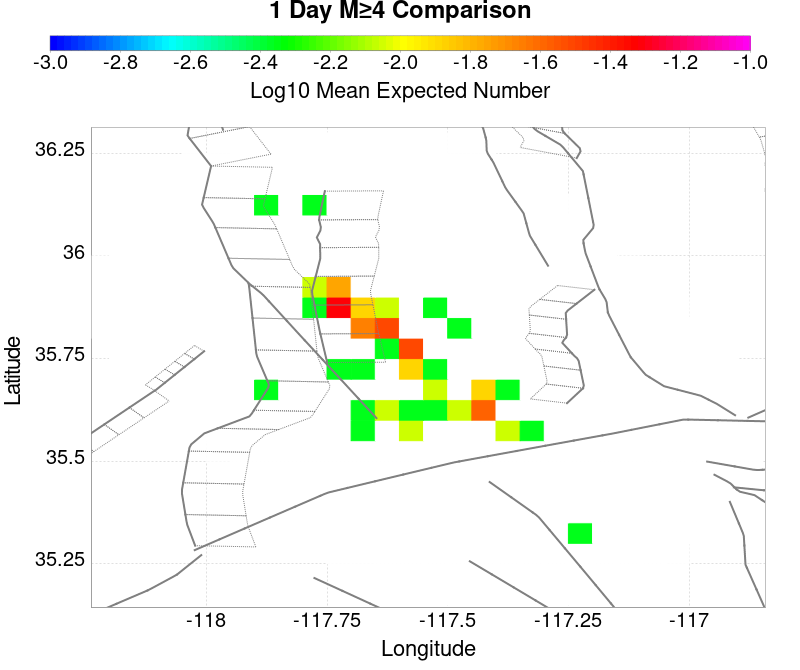 1 Day M≥4 Comparison
-3.0 -2.8 -2.6 -2.4 -2.2 -2.0 -1.8 -1.6 -1.4 -1.2 -1.0
Log10 Mean Expected Number
36.25
36
35.75
35.5
35.25
Latitude
-118 -117.75 -117.5 -117.25 -117
Longitude